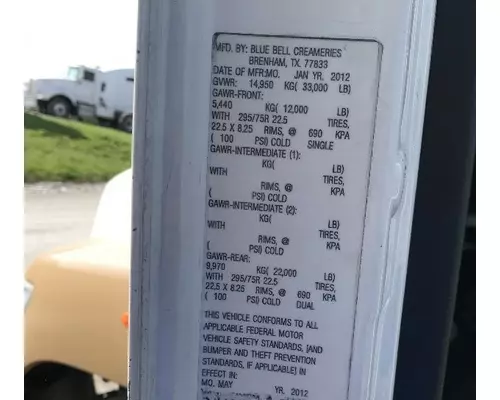 MFD. BY: BLUE BELL CREAMERIES
BRENHAM, TX. 77833
DATE OF MFR:MO. JAN YR. 2012
GVWR: 14,950 KG( 33,000 LB)
GAWR-FRONT:
5,440 KG( 12,000 LB)
WITH 295/75R 22.5 TIRES,
22.5 X 8.25 RIMS, @ 690 KPA
( 100 PSI) COLD SINGLE
GAWR-INTERMEDIATE (1):
KG( LB)
WITH TIRES,
RIMS, @ KPA
( PSI) COLD
GAWR-INTERMEDIATE (2):
KG( LB)
WITH TIRES,
RIMS, @ KPA
( PSI) COLD
GAWR-REAR:
9,970 KG( 22,000 LB)
WITH 295/75R 22.5 TIRES,
22.5 X 8.25 RIMS, @ 690 KPA
( 100 PSI) COLD DUAL
THIS VEHICLE CONFORMS TO ALL
APPLICABLE FEDERAL MOTOR
VEHICLE SAFETY STANDARDS, [AND
BUMPER AND THEFT PREVENTION
STANDARDS, IF APPLICABLE] IN
EFFECT IN:
MO. MAY YR. 2012